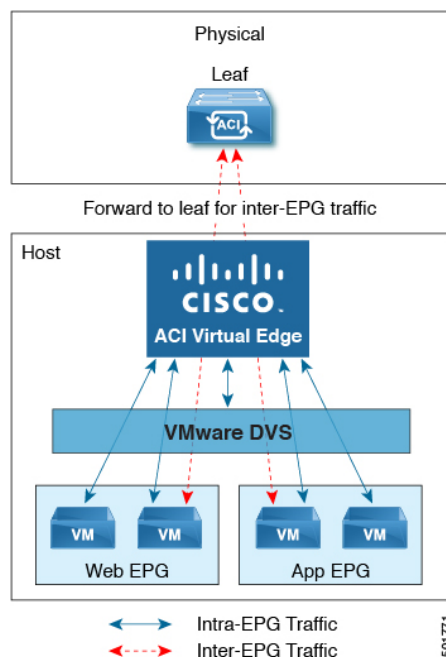 Physical
Leaf
ACI
Forward to leaf for inter-EPG traffic
Host
CISCO
ACI Virtual Edge
VMware DVS
VM VM VM VM
Web EPG App EPG
Intra-EPG Traffic
Inter-EPG Traffic
501771